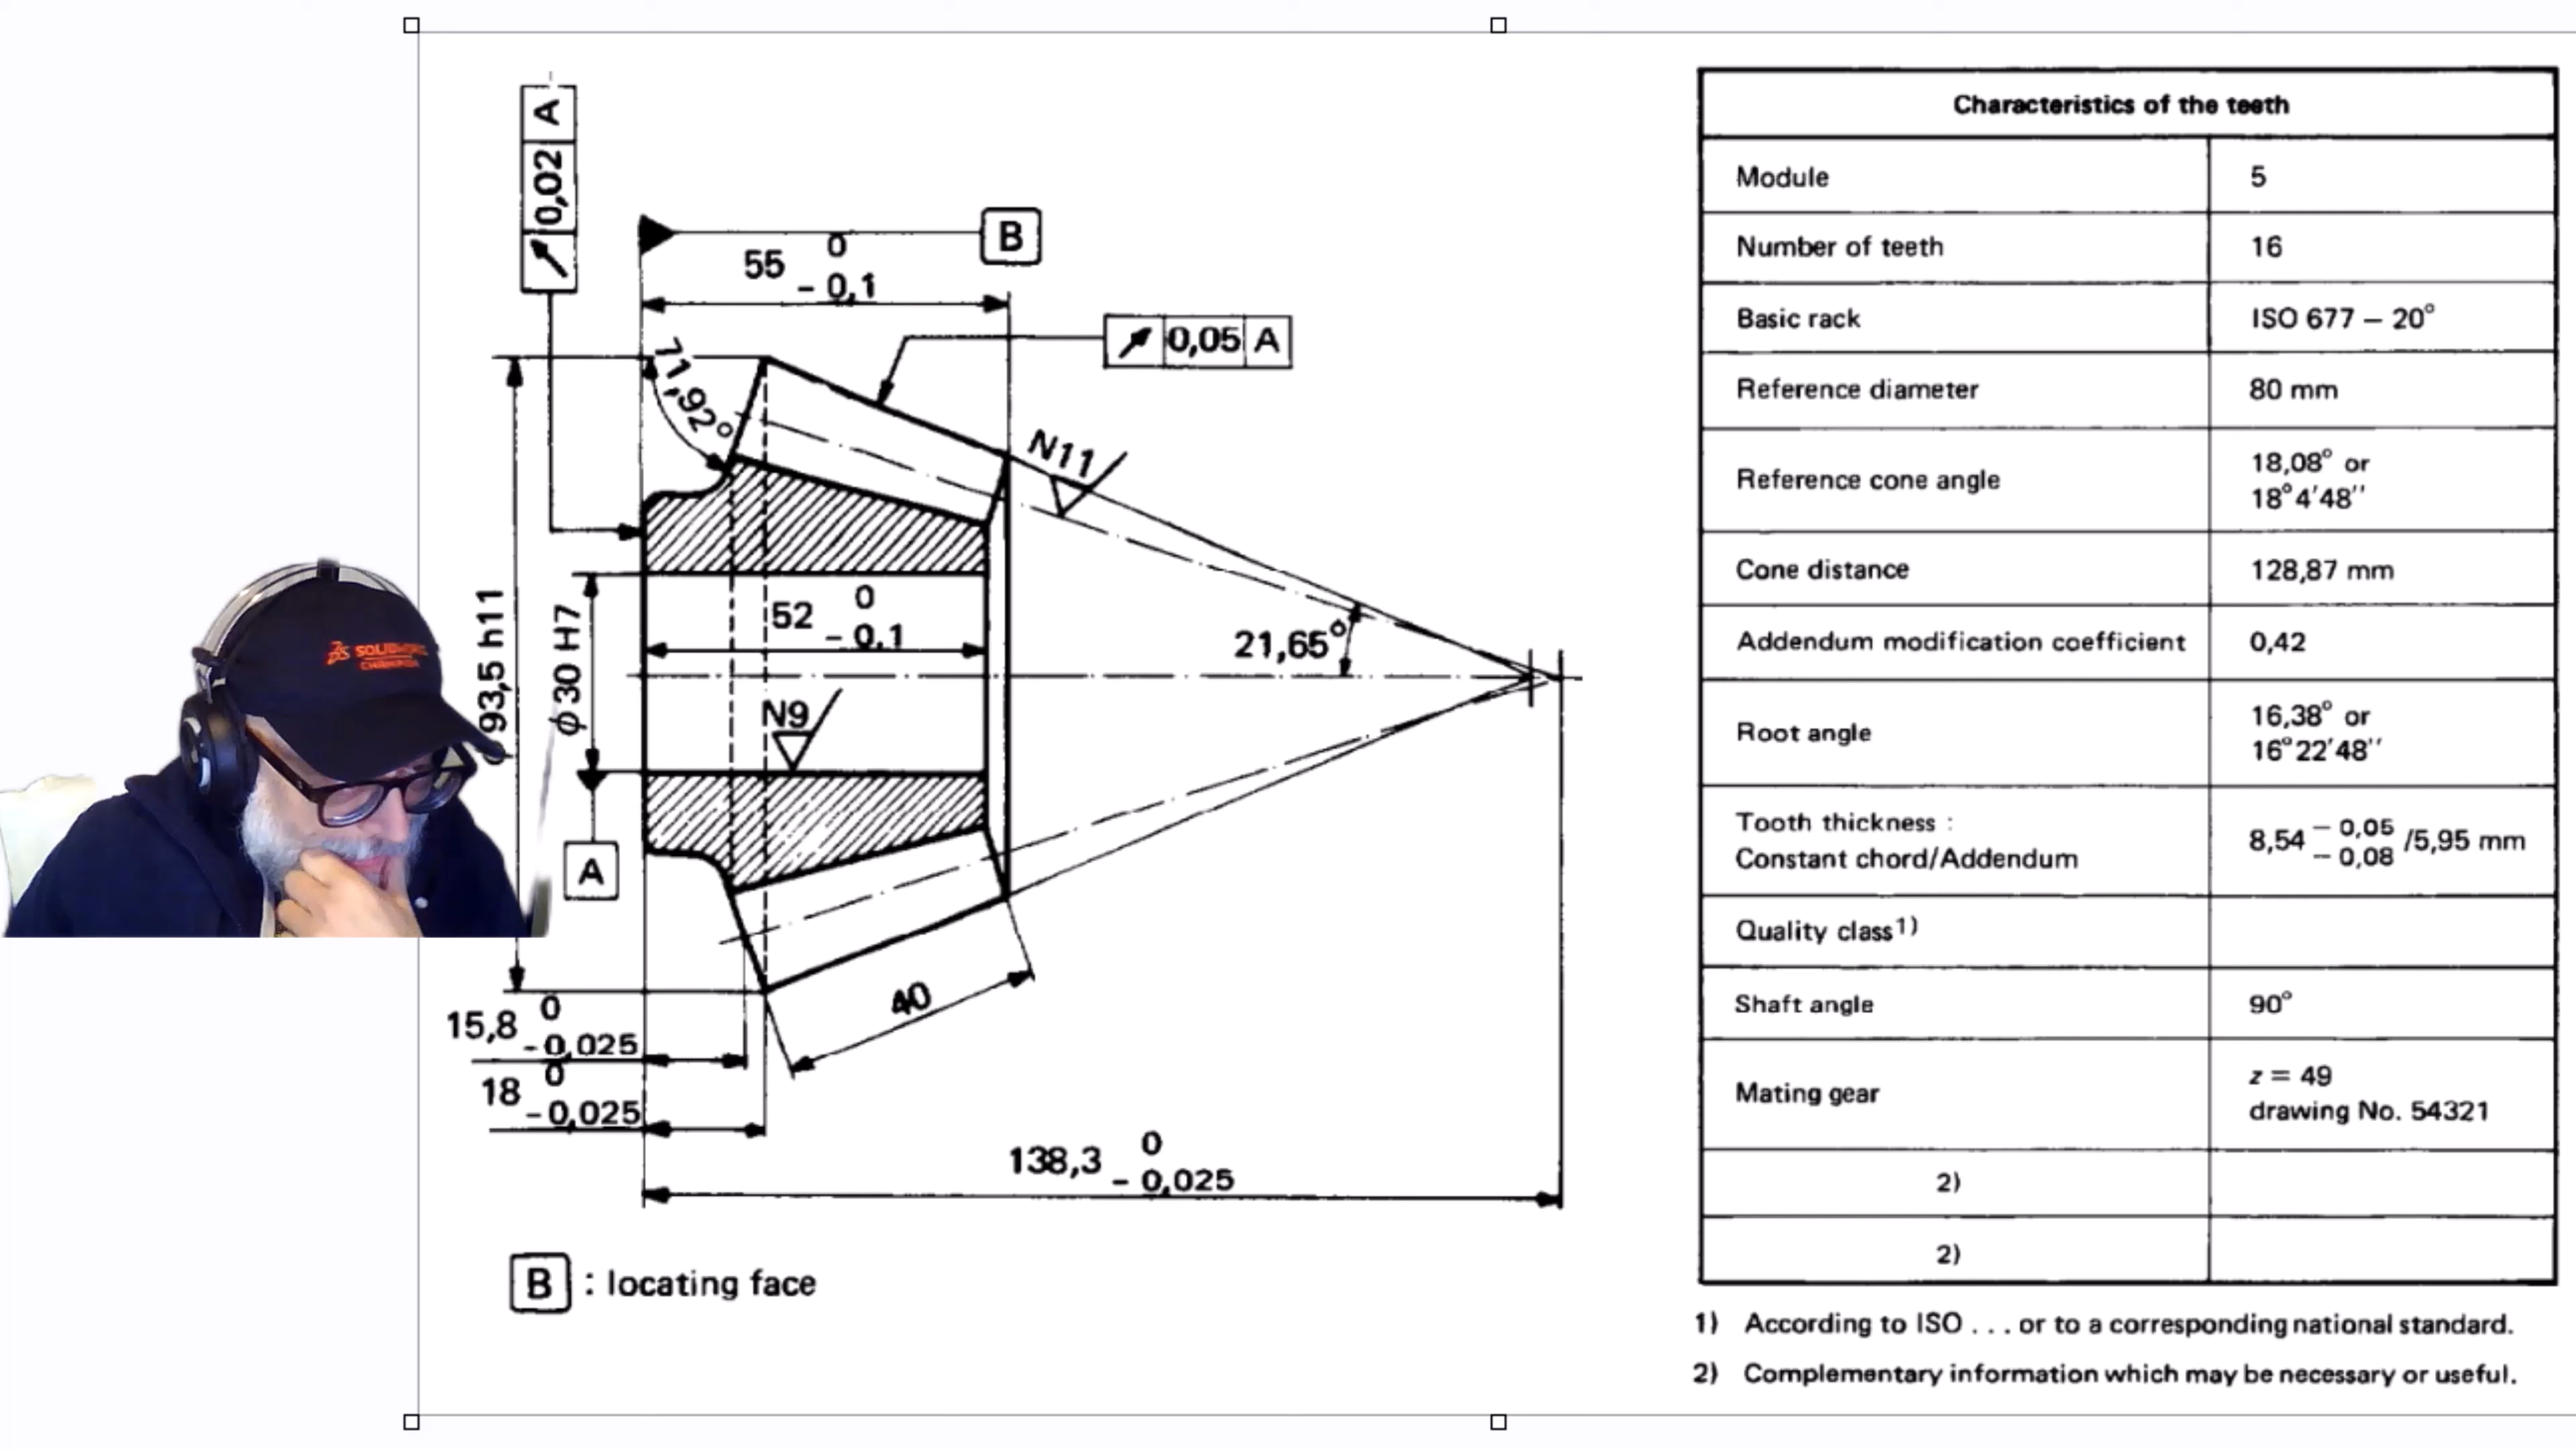 0,02 A
B
55 0 - 0,1
0,05 A
71,92°
N11
52 0 - 0,1
21,65°
93,5 h11
ϕ 30 H7
N9
A
40
15,8 0 - 0,025
18 0 - 0,025
138,3 0 - 0,025
B : locating face
SOLIDWORKS
CHAMPION
Characteristics of the teeth
Module 5
Number of teeth 16
Basic rack ISO 677 – 20°
Reference diameter 80 mm
Reference cone angle 18,08° or
18°4′48′′
Cone distance 128,87 mm
Addendum modification coefficient 0,42
Root angle 16,38° or
16°22′48′′
Tooth thickness :
Constant chord/Addendum 8,54 – 0,05 – 0,08 /5,95 mm
Quality class1)
Shaft angle 90°
Mating gear z = 49
drawing No. 54321
2)
2)
1) According to ISO . . . or to a corresponding national standard.
2) Complementary information which may be necessary or useful.